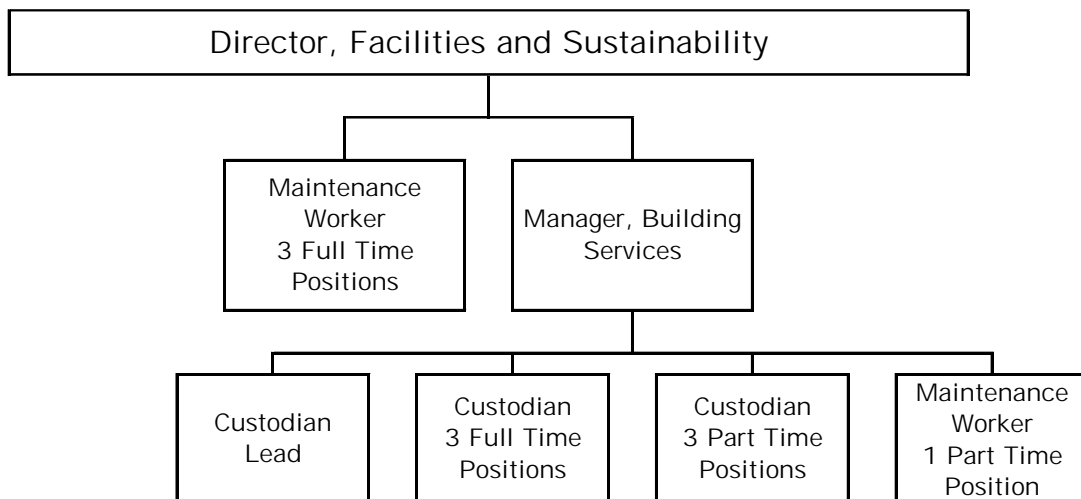 Director, Facilities and Sustainability
Maintenance
Worker
3 Full Time
Positions
Manager, Building
Services
Custodian
Lead
Custodian
3 Full Time
Positions
Custodian
3 Part Time
Positions
Maintenance
Worker
1 Part Time
Position